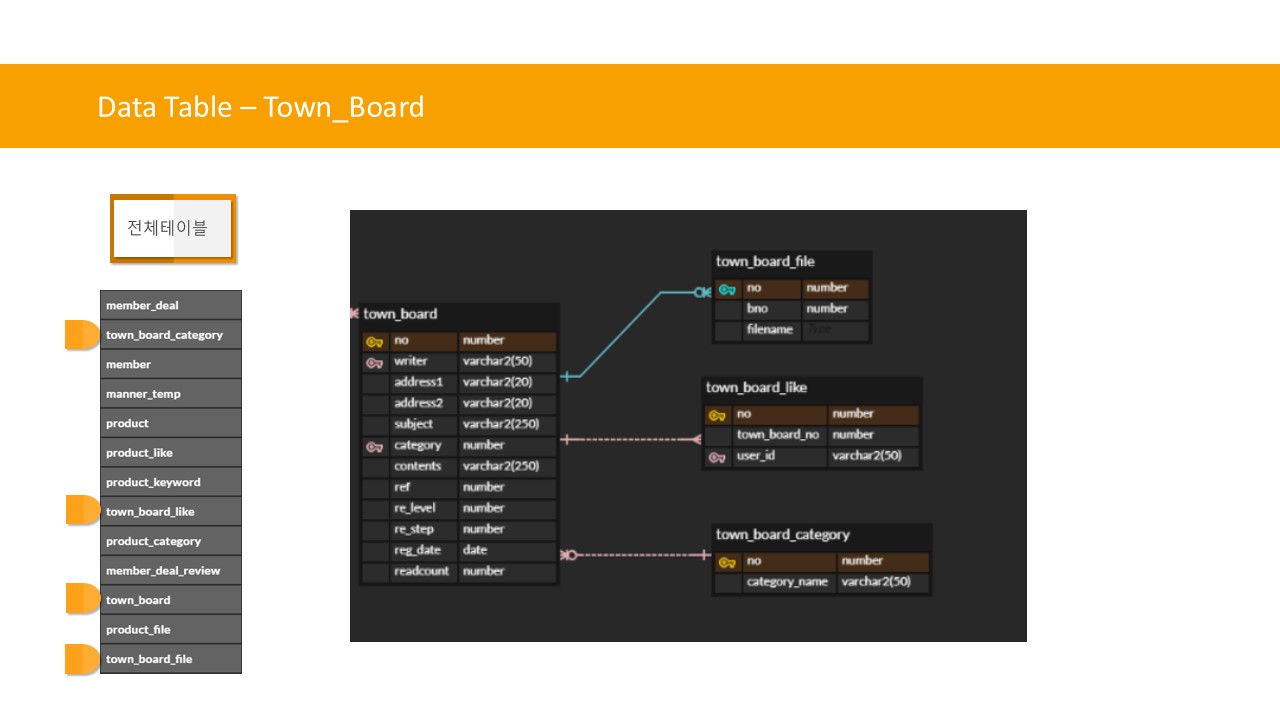 Data Table – Town_Board
전체테이블
member_deal
town_board_category
member
manner_temp
product
product_like
product_keyword
town_board_like
product_category
member_deal_review
town_board
product_file
town_board_file
town_board
no number
writer varchar2(50)
address1 varchar2(20)
address2 varchar2(20)
subject varchar2(250)
category number
contents varchar2(250)
ref number
re_level number
re_step number
reg_date date
readcount number
town_board_file
no number
bno number
filename Type
town_board_like
no number
town_board_no number
user_id varchar2(50)
town_board_category
no number
category_name varchar2(50)